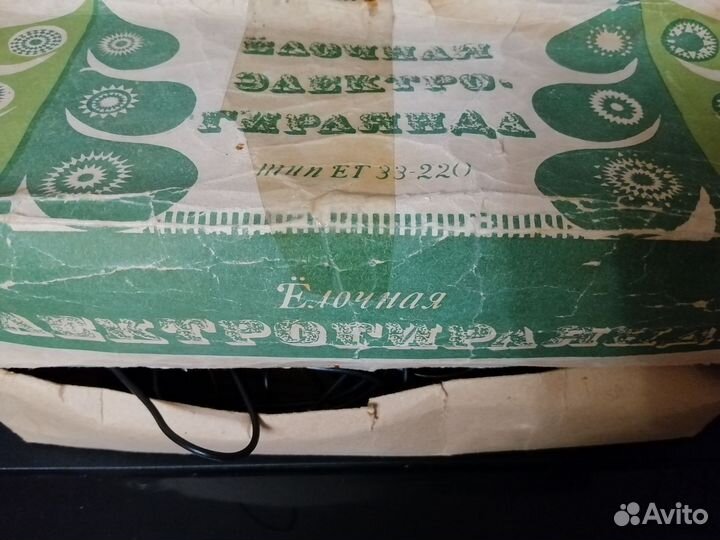 ЁЛОЧНАЯ
ЭЛЕКТРО-
ГИРЛЯНДА
тип ЕГ 33-220
Ёлочная
ЭЛЕКТРОГИРЛЯНДА
Avito